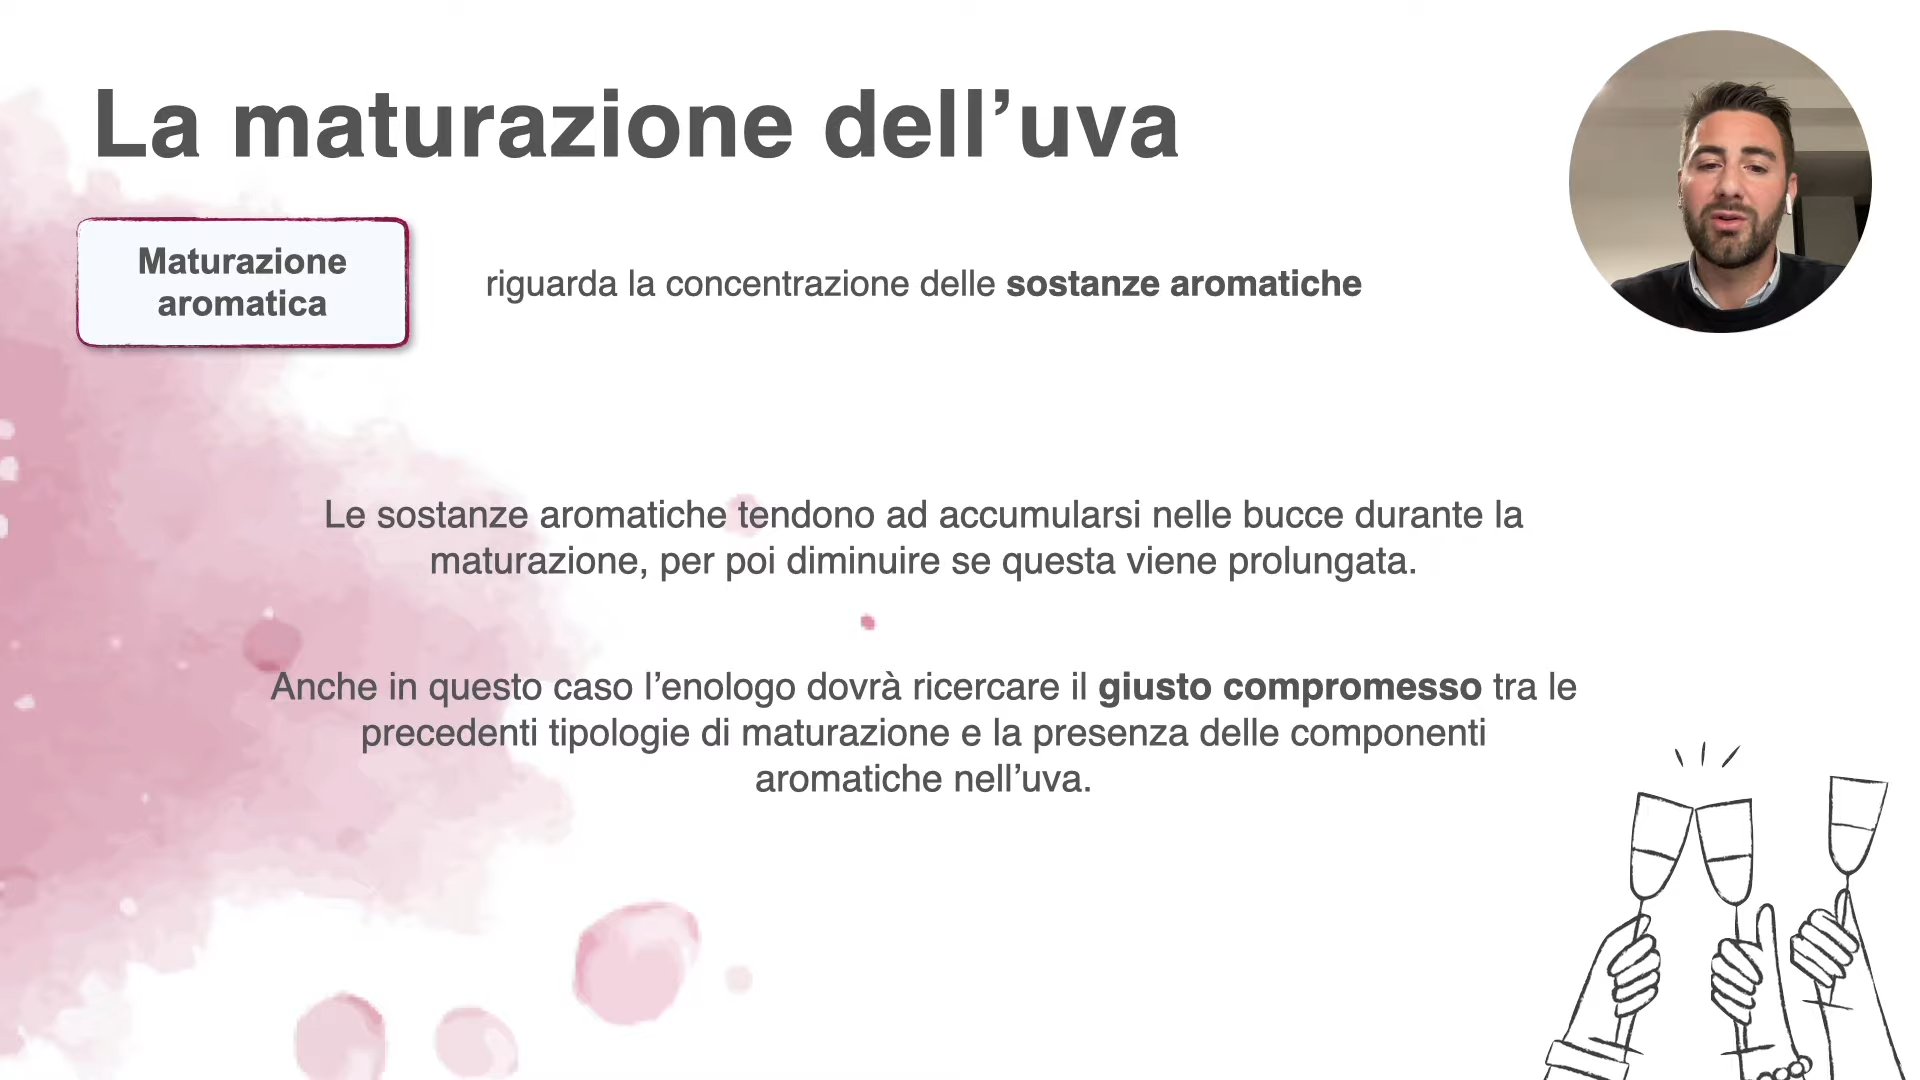 La maturazione dell’uva
Maturazione
aromatica
riguarda la concentrazione delle sostanze aromatiche
Le sostanze aromatiche tendono ad accumularsi nelle bucce durante la
maturazione, per poi diminuire se questa viene prolungata.
Anche in questo caso l’enologo dovrà ricercare il giusto compromesso tra le
precedenti tipologie di maturazione e la presenza delle componenti
aromatiche nell’uva.